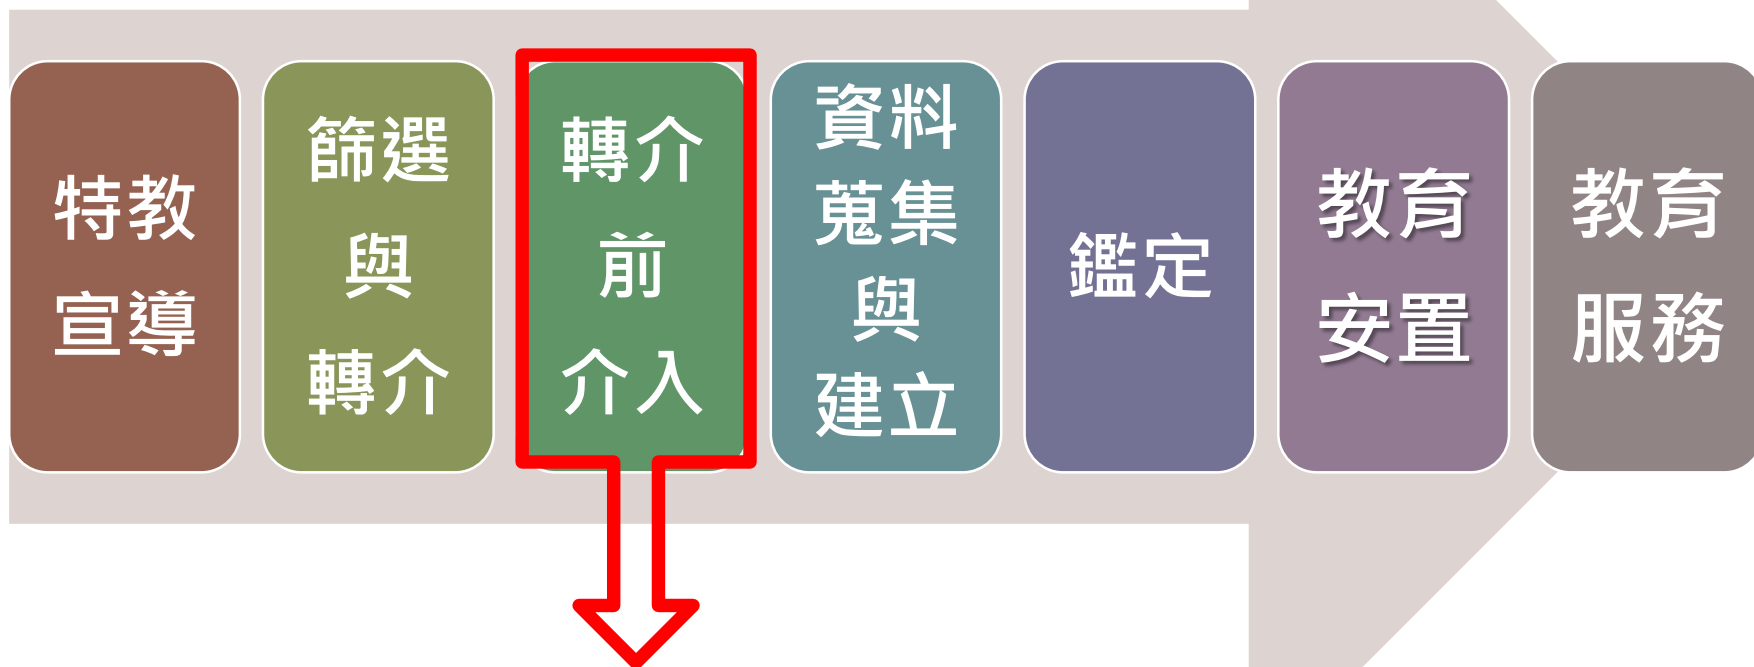 特教
宣導
篩選
與
轉介
轉介
前
介入
資料
蒐集
與
建立
鑑定
教育
安置
教育
服務